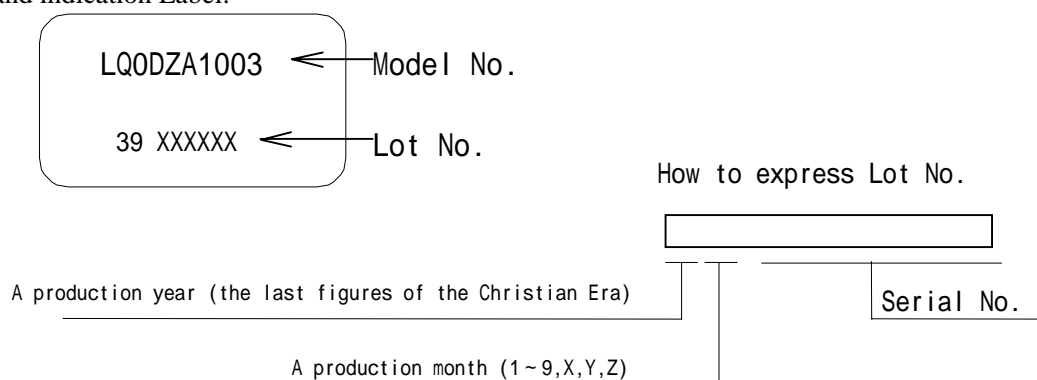 and indication Label.
LQ0DZA1003 Model No.
39 XXXXXX Lot No.
How to express Lot No.
A production year (the last figures of the Christian Era)
Serial No.
A production month (1~9,X,Y,Z)